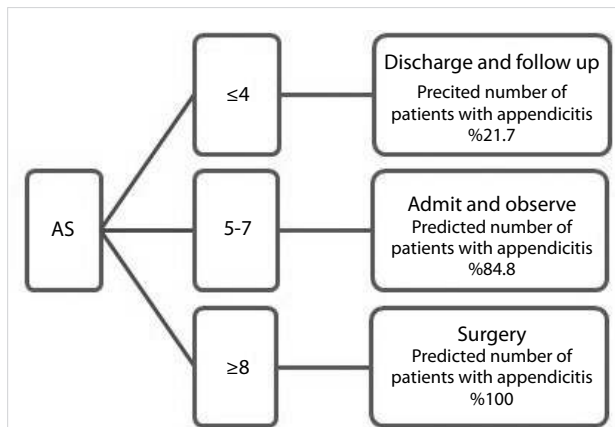 AS
≤4
Discharge and follow up
Precited number of
patients with appendicitis
%21.7
5-7
Admit and observe
Predicted number of
patients with appendicitis
%84.8
≥8
Surgery
Predicted number of
patients with appendicitis
%100